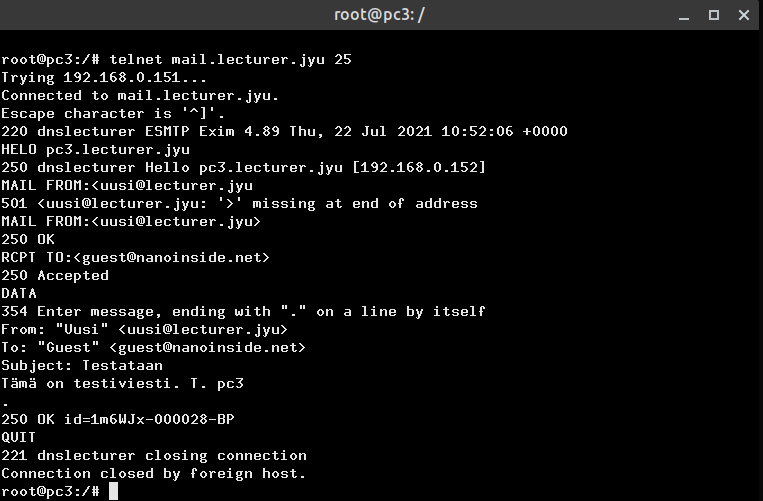 root@pc3: /
root@pc3:/# telnet mail.lecturer.jyu 25
Trying 192.168.0.151...
Connected to mail.lecturer.jyu.
Escape character is '^]'.
220 dnslecturer ESMTP Exim 4.89 Thu, 22 Jul 2021 10:52:06 +0000
HELO pc3.lecturer.jyu
250 dnslecturer Hello pc3.lecturer.jyu [192.168.0.152]
MAIL FROM:<uusi@lecturer.jyu
501 <uusi@lecturer.jyu: '>' missing at end of address
MAIL FROM:<uusi@lecturer.jyu>
250 OK
RCPT TO:<guest@nanoinside.net>
250 Accepted
DATA
354 Enter message, ending with "." on a line by itself
From: "Uusi" <uusi@lecturer.jyu>
To: "Guest" <guest@nanoinside.net>
Subject: Testataan
Tämä on testiviesti. T. pc3
.
250 OK id=1m6WJx-000028-BP
QUIT
221 dnslecturer closing connection
Connection closed by foreign host.
root@pc3:/#